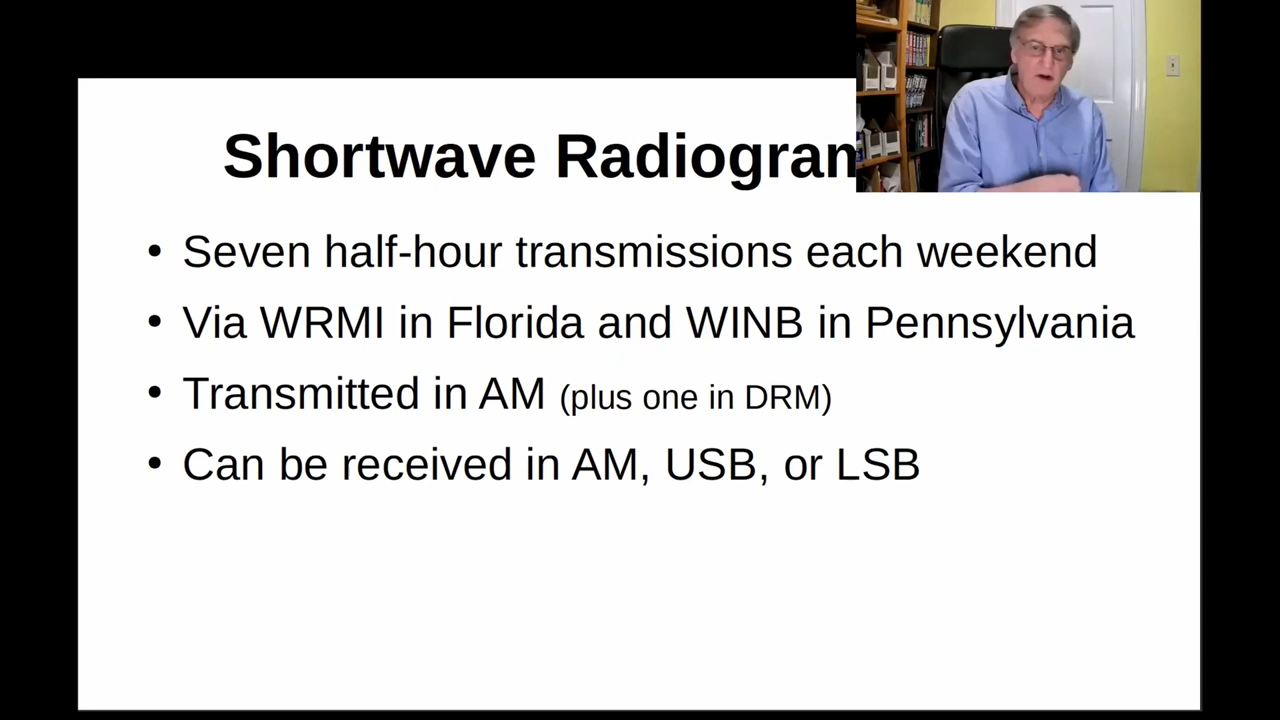 Shortwave Radiogram
• Seven half-hour transmissions each weekend
• Via WRMI in Florida and WINB in Pennsylvania
• Transmitted in AM (plus one in DRM)
• Can be received in AM, USB, or LSB